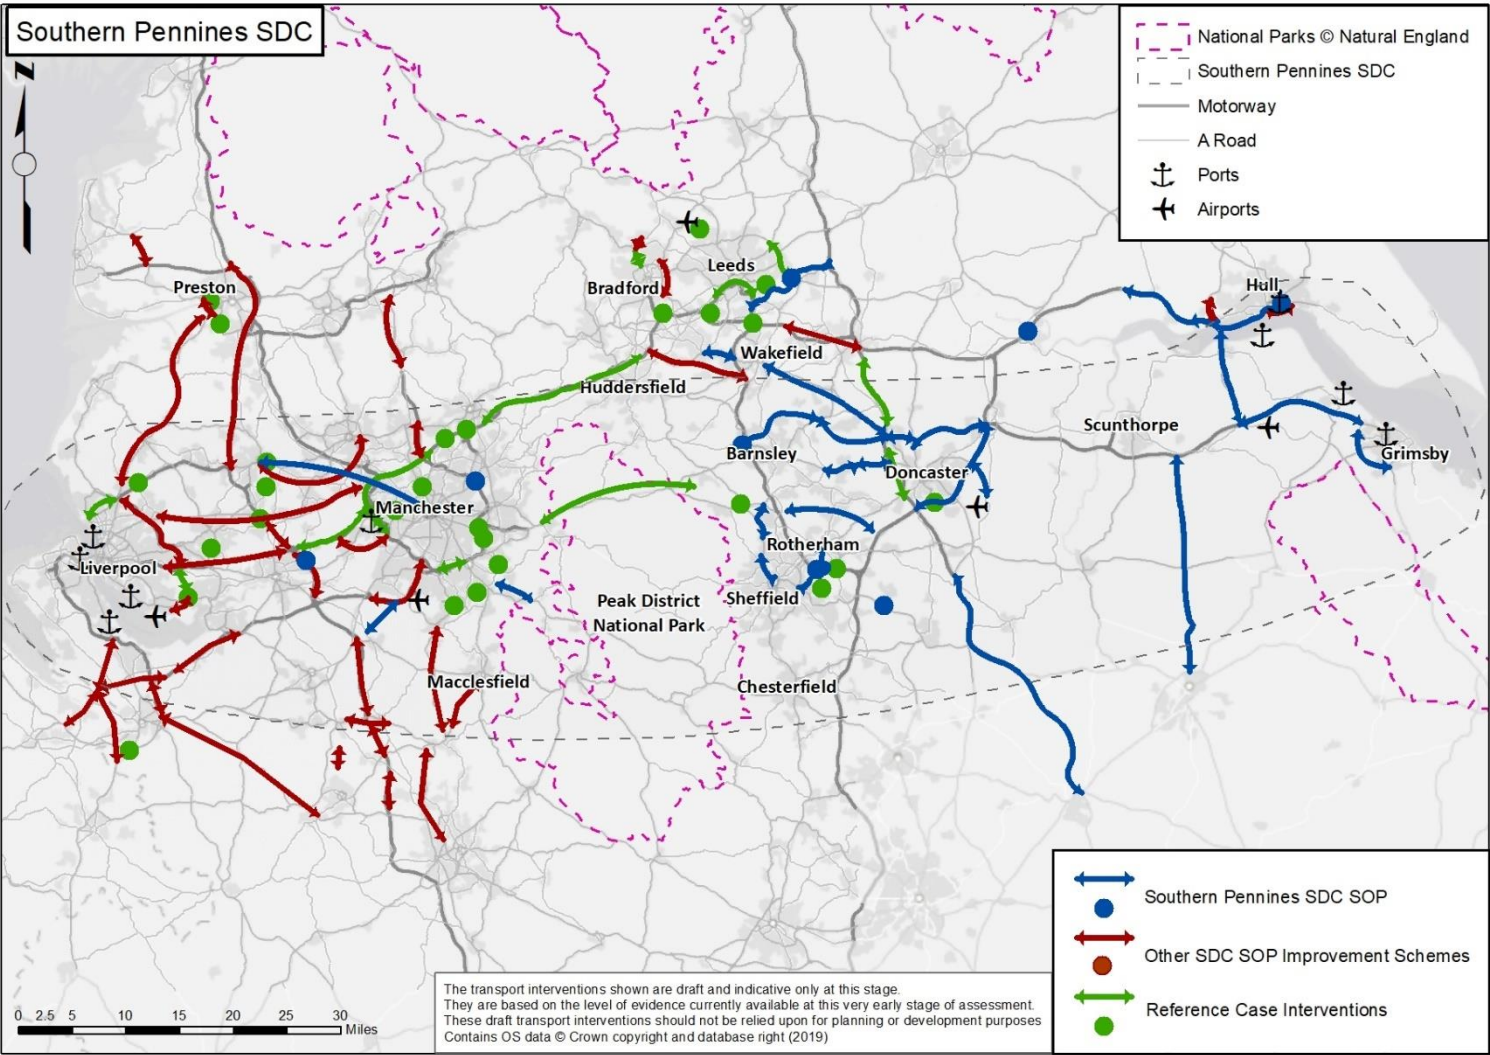 Southern Pennines SDC
N
National Parks © Natural England
Southern Pennines SDC
Motorway
A Road
Ports
Airports
Preston
Bradford
Leeds
Hull
Wakefield
Huddersfield
Scunthorpe
Barnsley
Grimsby
Doncaster
Manchester
Rotherham
Liverpool
Sheffield
Peak District
National Park
Macclesfield
Chesterfield
Southern Pennines SDC SOP
Other SDC SOP Improvement Schemes
Reference Case Interventions
The transport interventions shown are draft and indicative only at this stage.
They are based on the level of evidence currently available at this very early stage of assessment.
These draft transport interventions should not be relied upon for planning or development purposes
Contains OS data © Crown copyright and database right (2019)
0 2.5 5 10 15 20 25 30
Miles